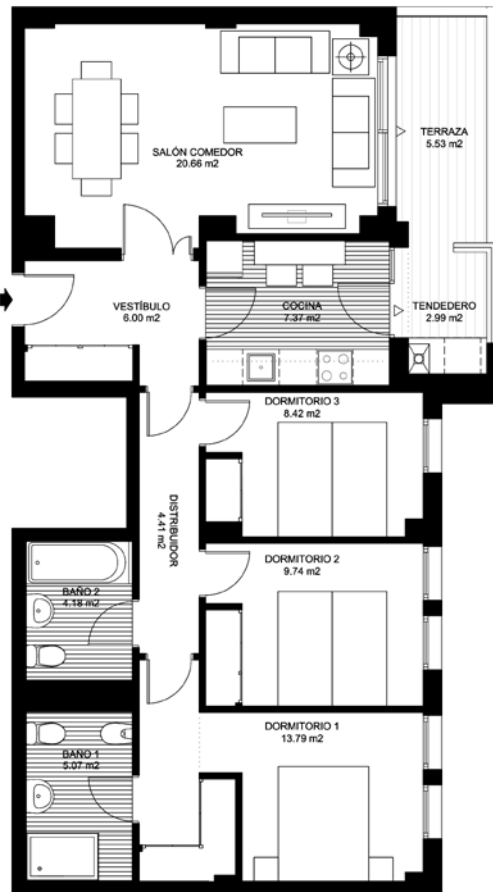 SALÓN COMEDOR
20.66 m2
TERRAZA
5.53 m2
VESTÍBULO
6.00 m2
COCINA
7.37 m2
TENDEDERO
2.99 m2
DORMITORIO 3
8.42 m2
DISTRIBUIDOR
4.41 m2
DORMITORIO 2
9.74 m2
BAÑO 2
4.18 m2
DORMITORIO 1
13.79 m2
BAÑO 1
5.07 m2